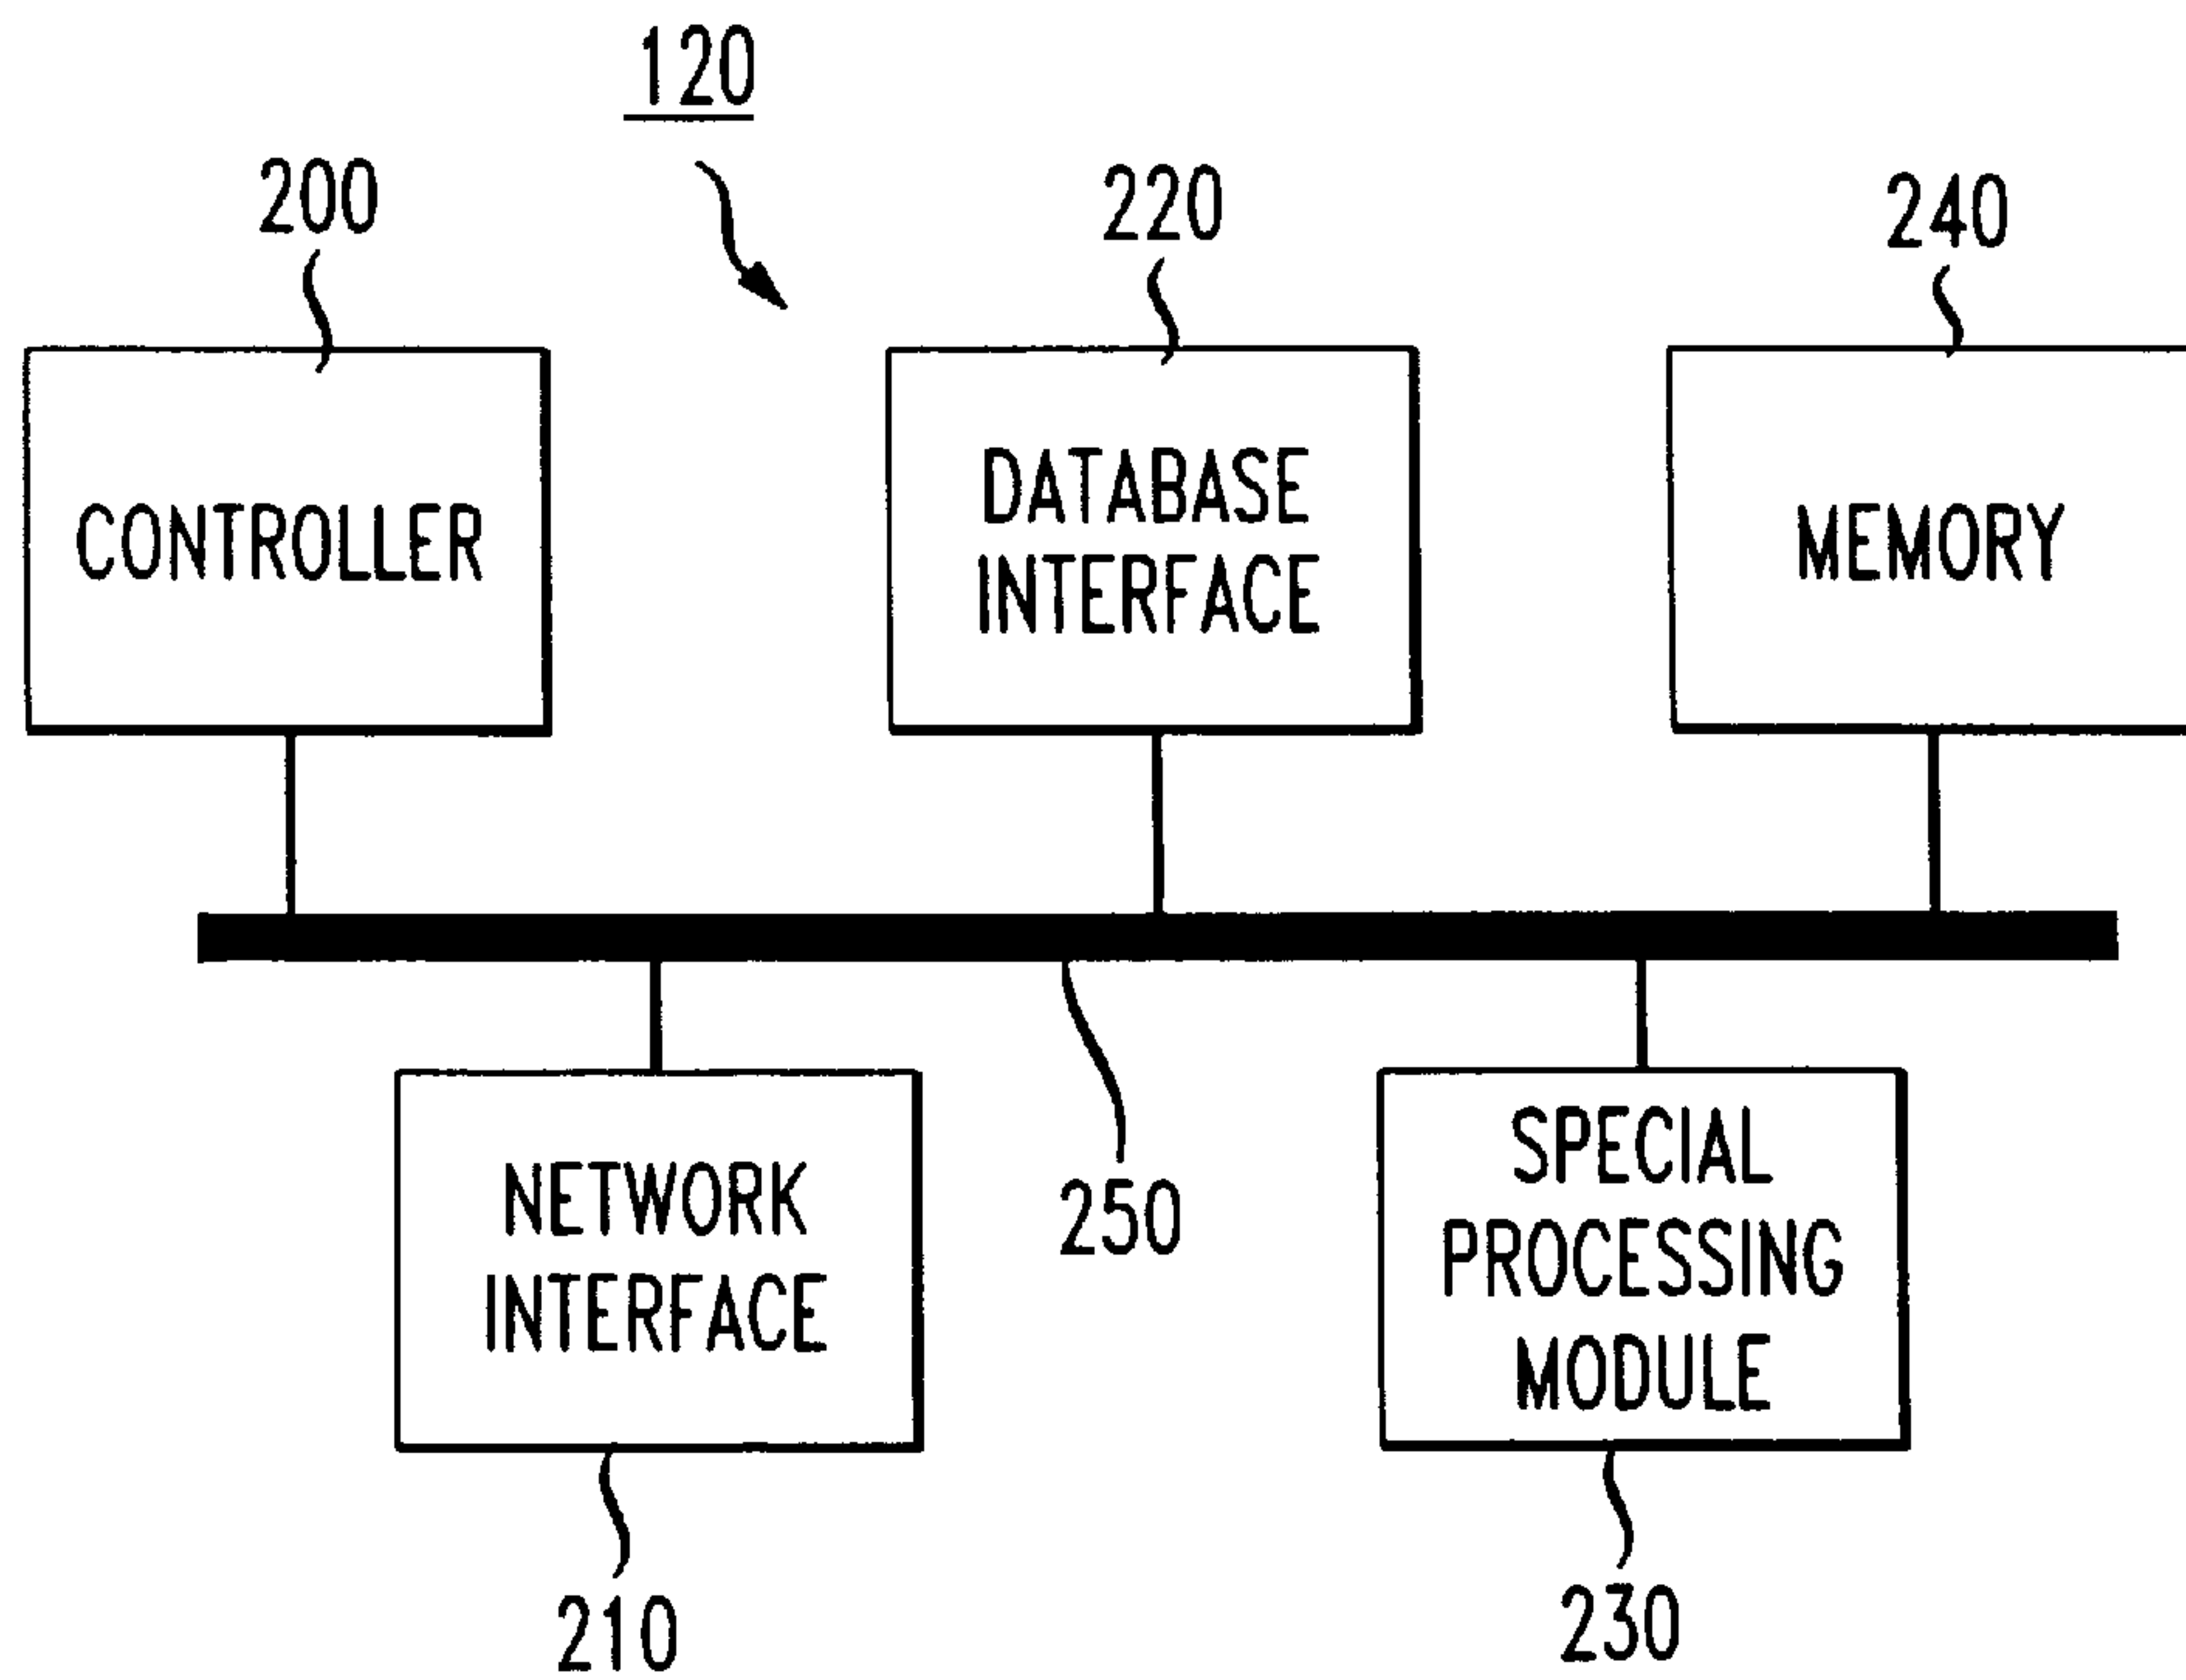 120
200
220
240
CONTROLLER
DATABASE
INTERFACE
MEMORY
250
NETWORK
INTERFACE
SPECIAL
PROCESSING
MODULE
210
230